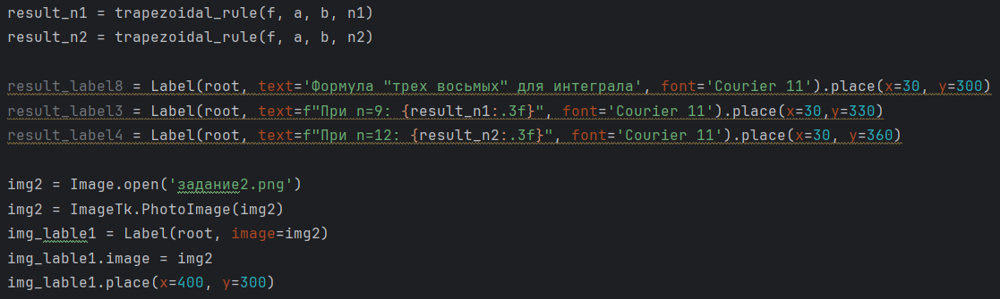 result_n1 = trapezoidal_rule(f, a, b, n1)
result_n2 = trapezoidal_rule(f, a, b, n2)
result_label8 = Label(root, text='Формула "трех восьмых" для интеграла', font='Courier 11').place(x=30, y=300)
result_label3 = Label(root, text=f"При n=9: {result_n1:.3f}", font='Courier 11').place(x=30,y=330)
result_label4 = Label(root, text=f"При n=12: {result_n2:.3f}", font='Courier 11').place(x=30, y=360)
img2 = Image.open('задание2.png')
img2 = ImageTk.PhotoImage(img2)
img_lable1 = Label(root, image=img2)
img_lable1.image = img2
img_lable1.place(x=400, y=300)